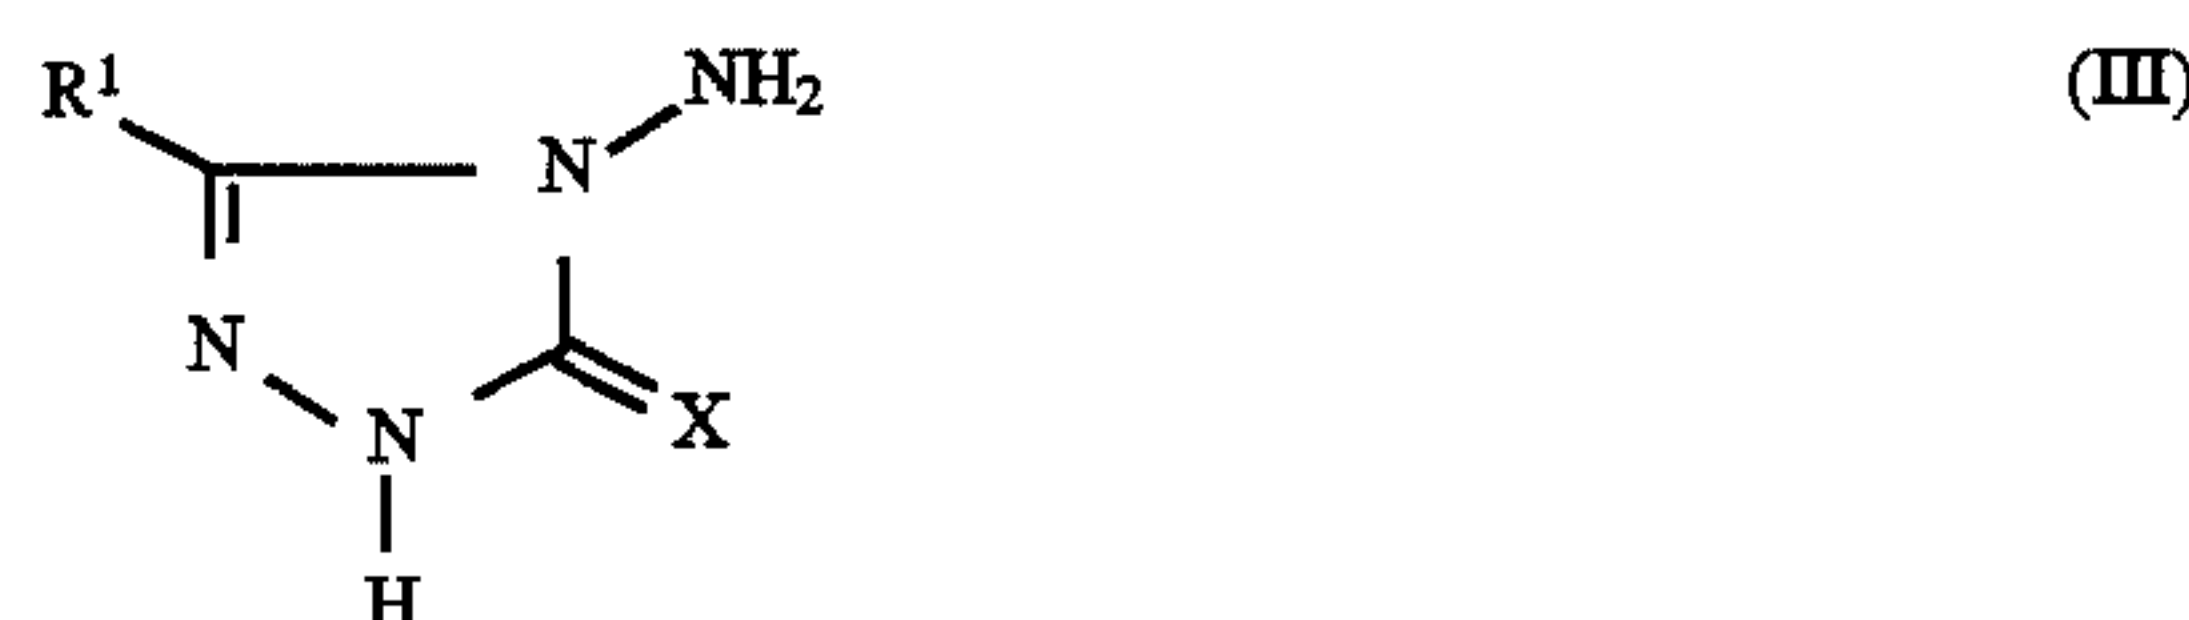 R¹ NH₂ (III)
N
N X
N
H